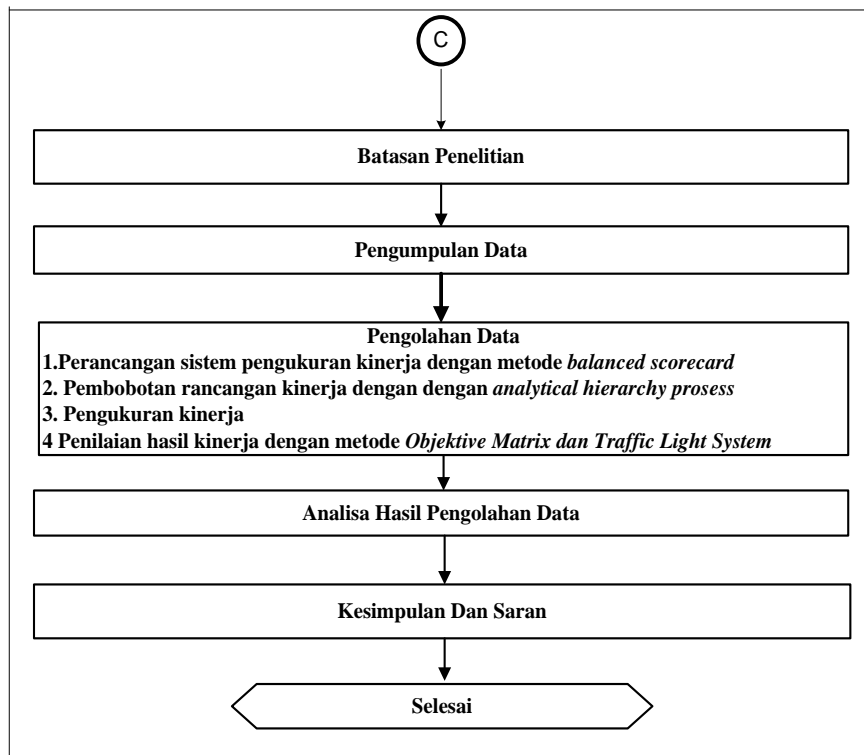 C
Batasan Penelitian
Pengumpulan Data
Pengolahan Data
1.Perancangan sistem pengukuran kinerja dengan metode balanced scorecard
2. Pembobotan rancangan kinerja dengan dengan analytical hierarchy prosess
3. Pengukuran kinerja
4 Penilaian hasil kinerja dengan metode Objektive Matrix dan Traffic Light System
Analisa Hasil Pengolahan Data
Kesimpulan Dan Saran
Selesai